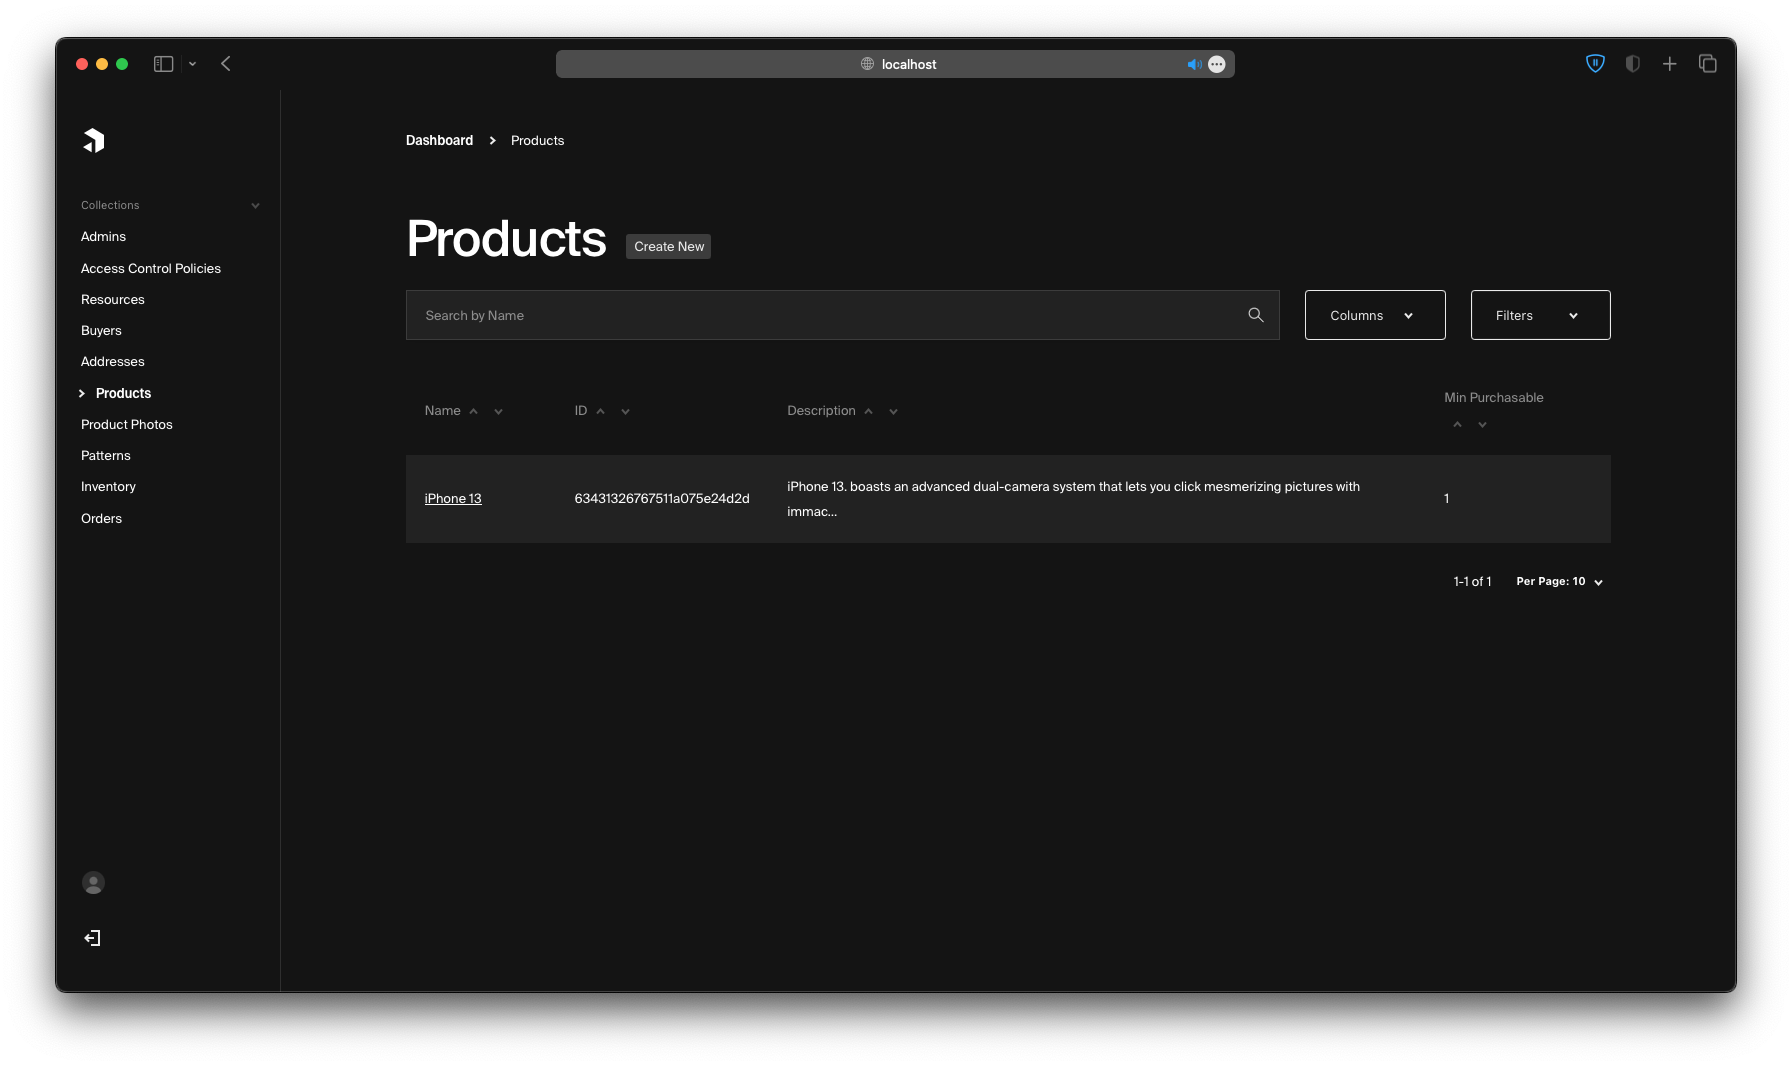 localhost
Dashboard Products
Collections
Admins
Access Control Policies
Resources
Buyers
Addresses
Products
Product Photos
Patterns
Inventory
Orders
Products Create New
Search by Name
Columns
Filters
Name ID Description Min Purchasable
iPhone 13 63431326767511a075e24d2d iPhone 13. boasts an advanced dual-camera system that lets you click mesmerizing pictures with 1
immac...
1-1 of 1 Per Page: 10